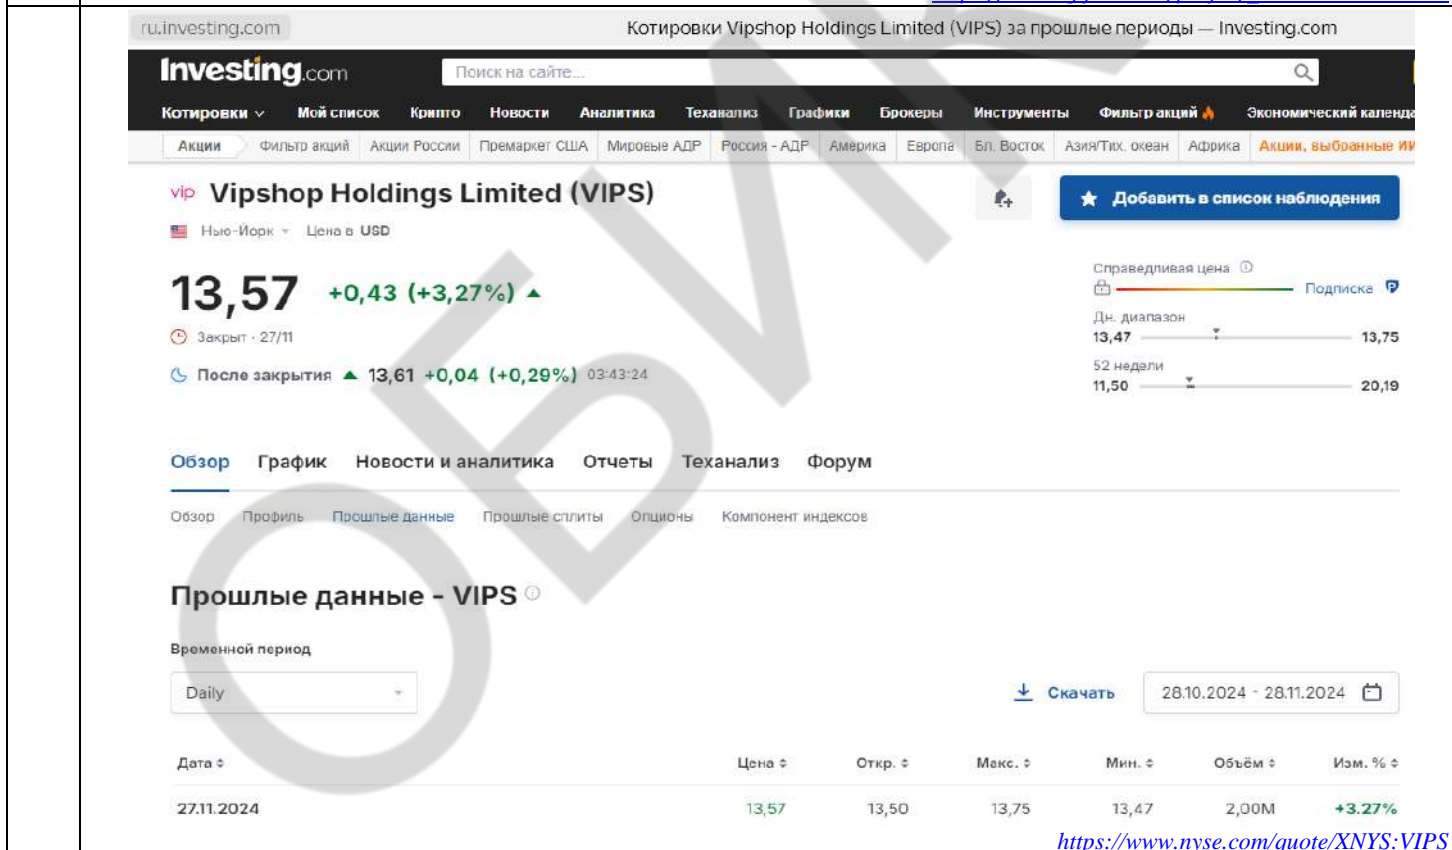 ru.investing.com Котировки Vipshop Holdings Limited (VIPS) за прошлые периоды — Investing.com
Investing.com Поиск на сайте...
Котировки Мой список Крипто Новости Аналитика Теханализ Графики Брокеры Инструменты Фильтр акций Экономический календа
Акции Фильтр акций Акции России Премаркет США Мировые АДР Россия - АДР Америка Европа Бл. Восток Азия/Тих. океан Африка Акции, выбранные ИИ
vip Vipshop Holdings Limited (VIPS)
Добавить в список наблюдения
Нью-Йорк Цена в USD
13,57 +0,43 (+3,27%)
Справедливая цена
Подписка
Закрыт · 27/11
Дн. диапазон
13,47 13,75
После закрытия 13,61 +0,04 (+0,29%) 03:43:24
52 недели
11,50 20,19
Обзор График Новости и аналитика Отчеты Теханализ Форум
Обзор Профиль Прошлые данные Прошлые сплиты Опционы Компонент индексов
Прошлые данные - VIPS
Временной период
Daily Скачать 28.10.2024 - 28.11.2024
Дата Цена Откр. Макс. Мин. Объём Изм. %
27.11.2024 13,57 13,50 13,75 13,47 2,00M +3.27%
https://www.nyse.com/quote/XNYS:VIPS